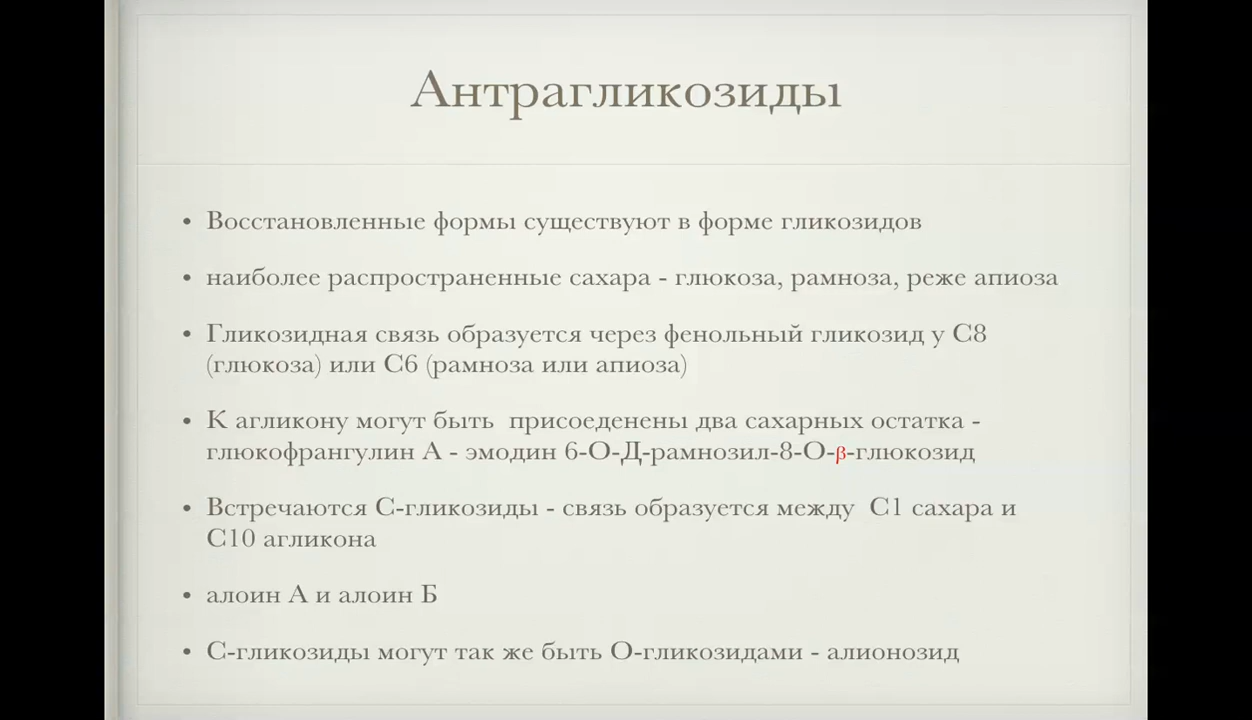 Антрагликозиды
• Восстановленные формы существуют в форме гликозидов
• наиболее распространенные сахара - глюкоза, рамноза, реже апиоза
• Гликозидная связь образуется через фенольный гликозид у С8
(глюкоза) или С6 (рамноза или апиоза)
• К агликону могут быть присоеденены два сахарных остатка -
глюкофрангулин А - эмодин 6-О-Д-рамнозил-8-О-β-глюкозид
• Встречаются С-гликозиды - связь образуется между С1 сахара и
С10 агликона
• алоин А и алоин Б
• С-гликозиды могут так же быть О-гликозидами - алионозид